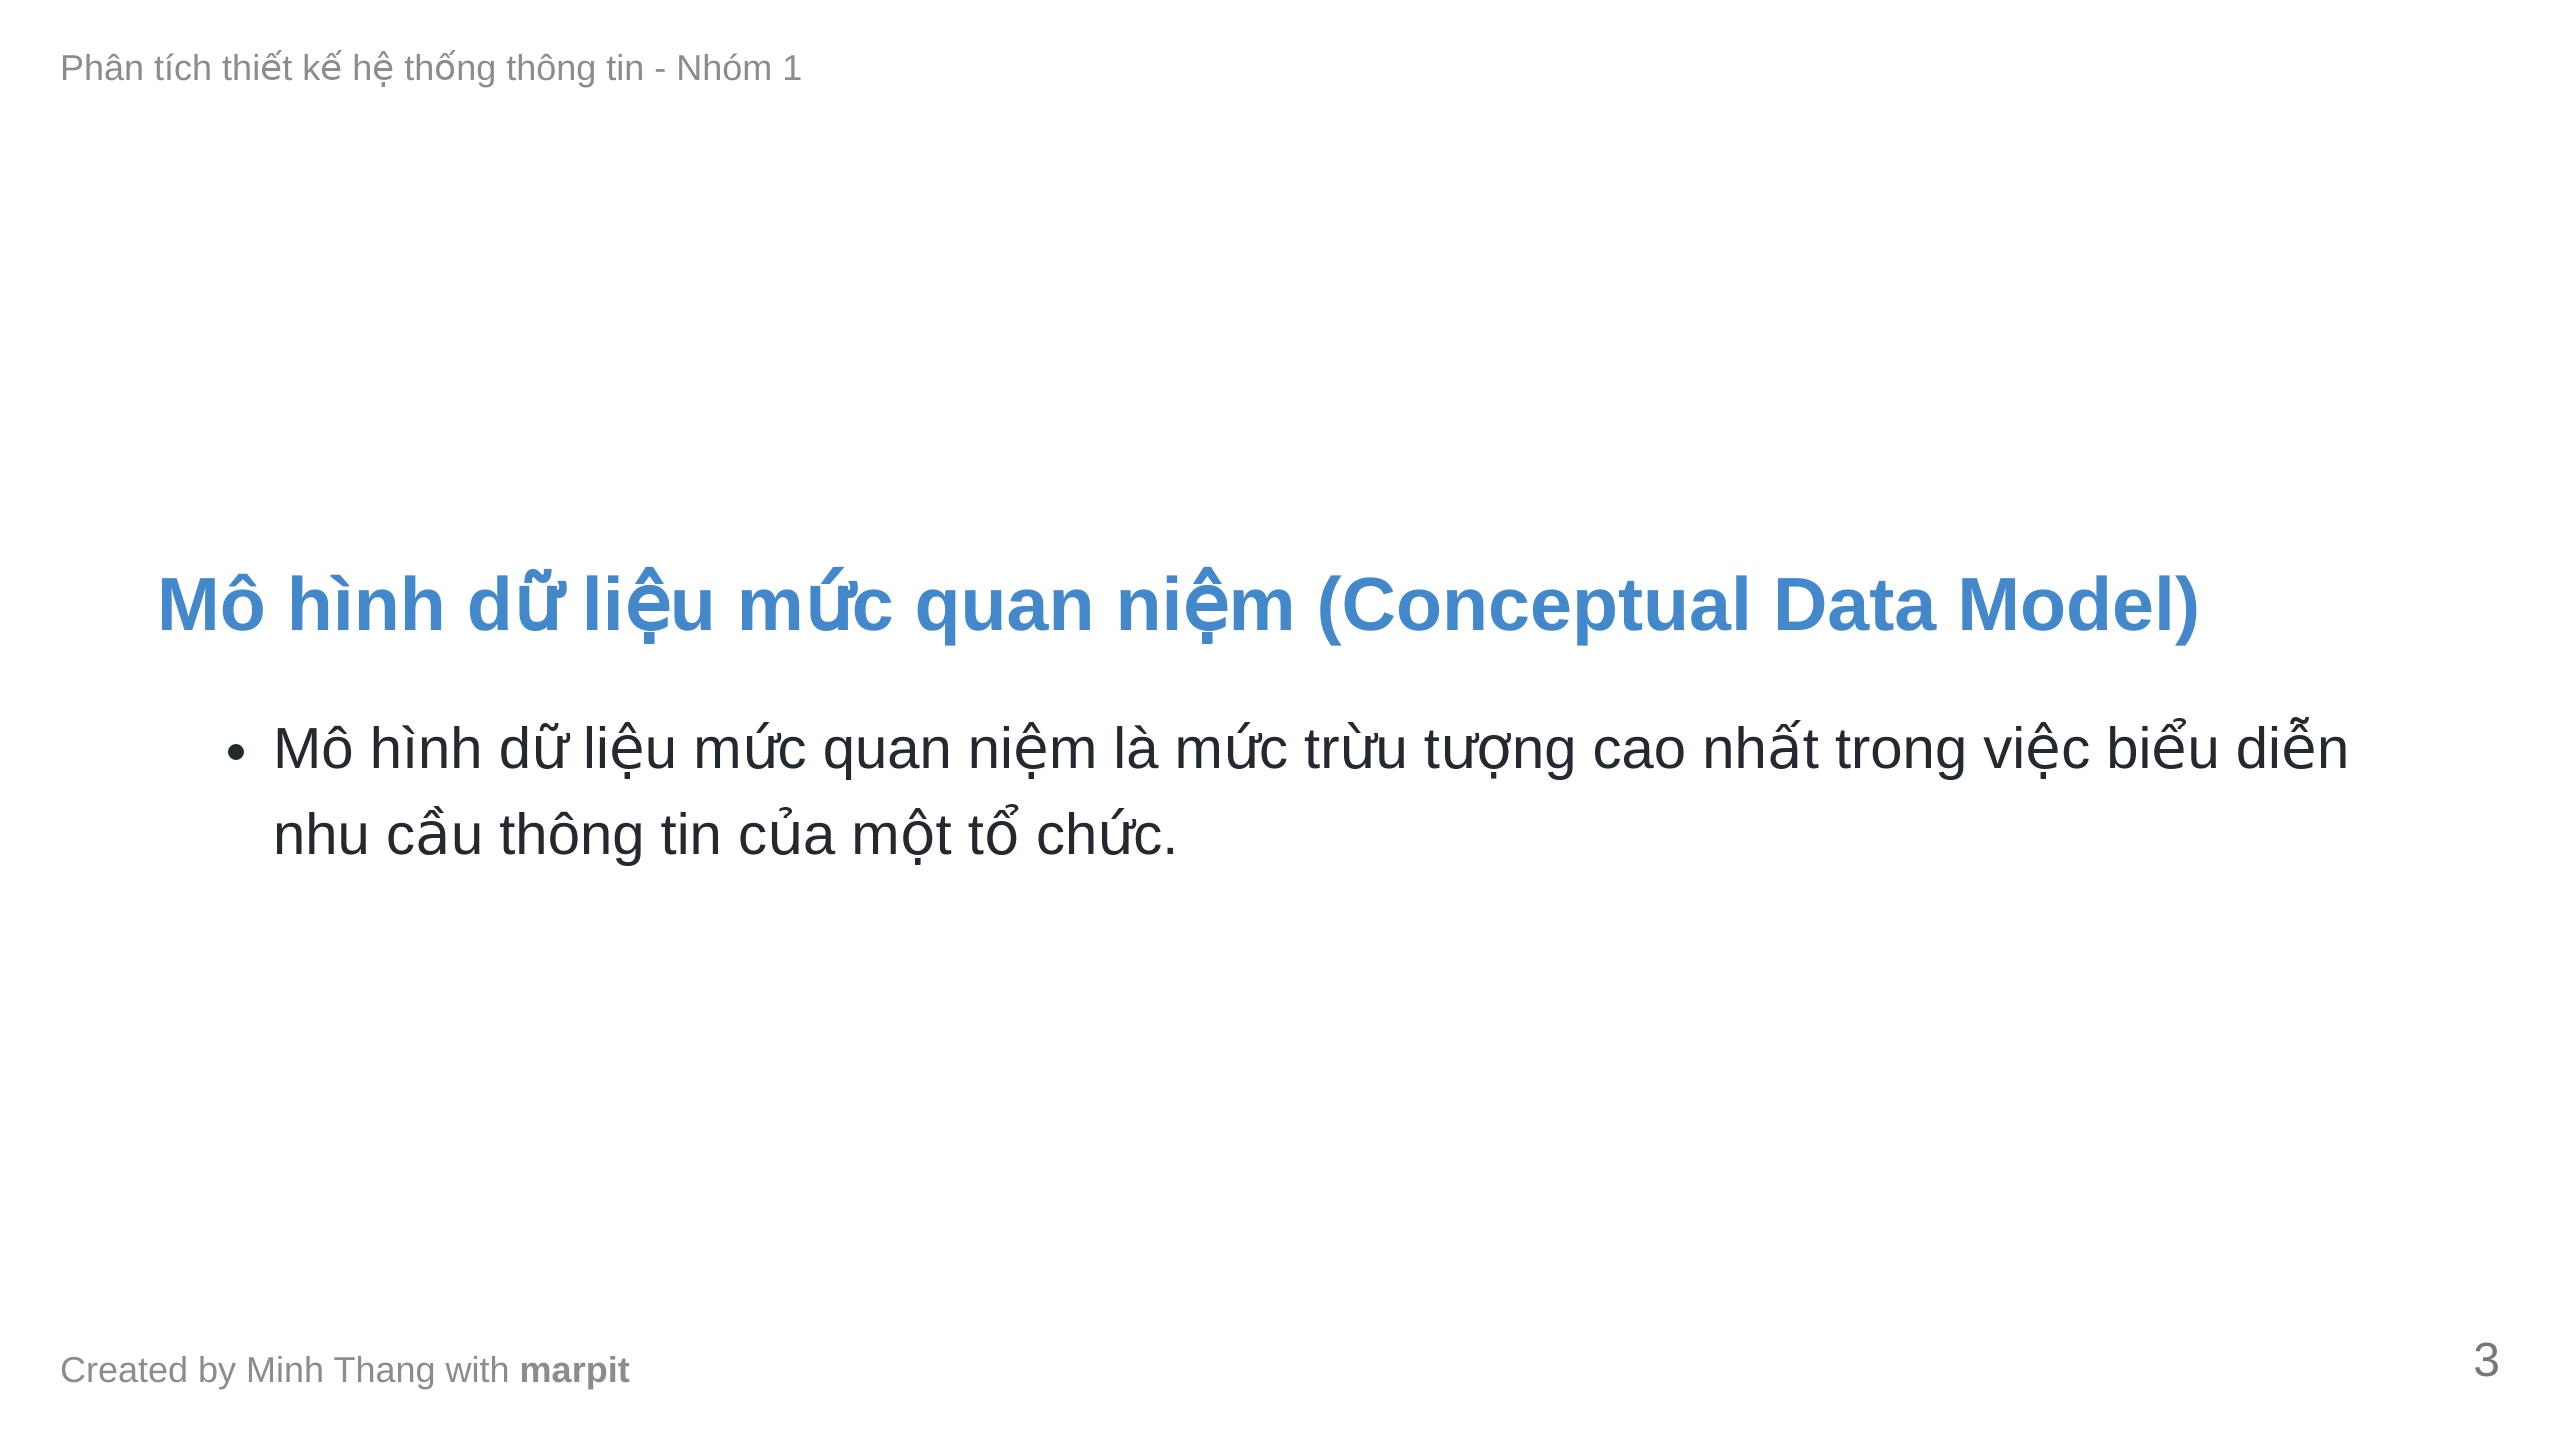 Phân tích thiết kế hệ thống thông tin - Nhóm 1
Mô hình dữ liệu mức quan niệm (Conceptual Data Model)
• Mô hình dữ liệu mức quan niệm là mức trừu tượng cao nhất trong việc biểu diễn
nhu cầu thông tin của một tổ chức.
Created by Minh Thang with marpit
3